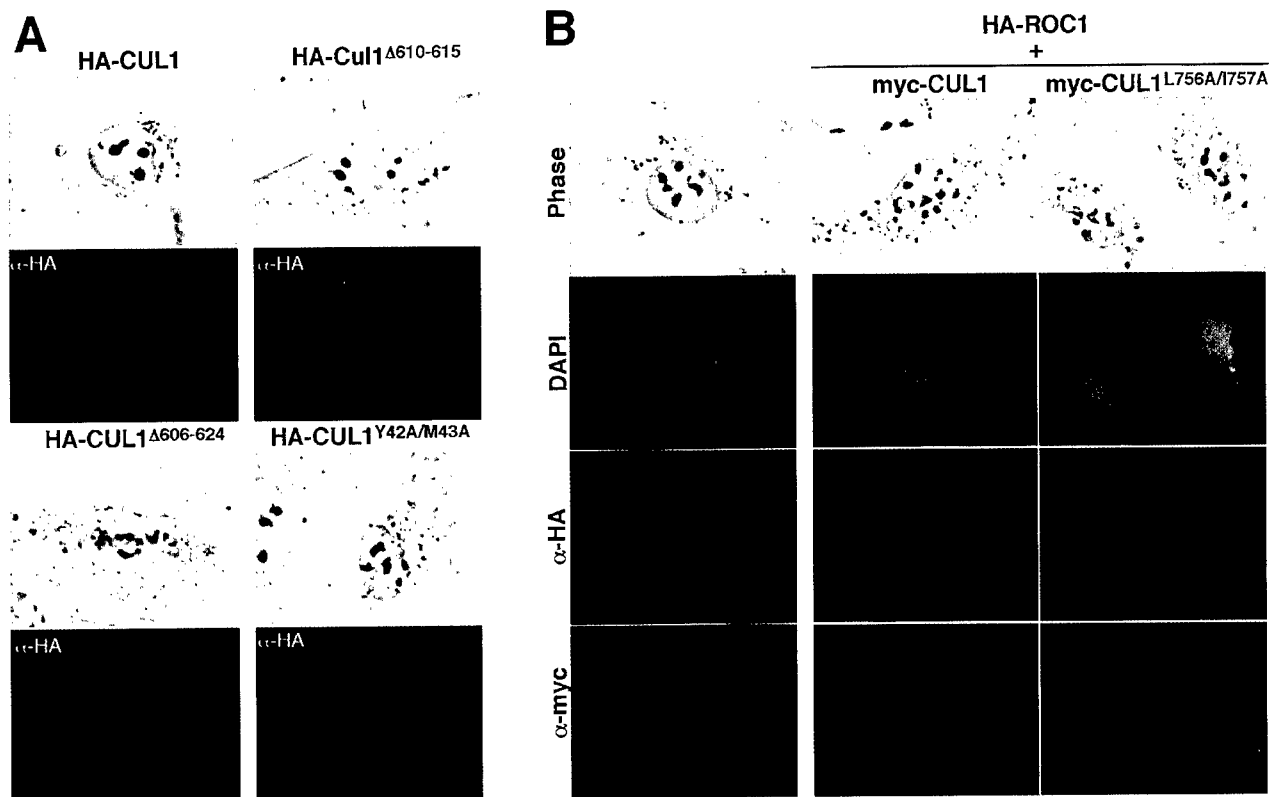 A
HA-CUL1
HA-Cul1Δ610-615
α-HA
α-HA
HA-CUL1Δ606-624
HA-CUL1Y42A/M43A
α-HA
α-HA
B
HA-ROC1
+
myc-CUL1
myc-CUL1L756A/I757A
Phase
DAPI
α-HA
α-myc